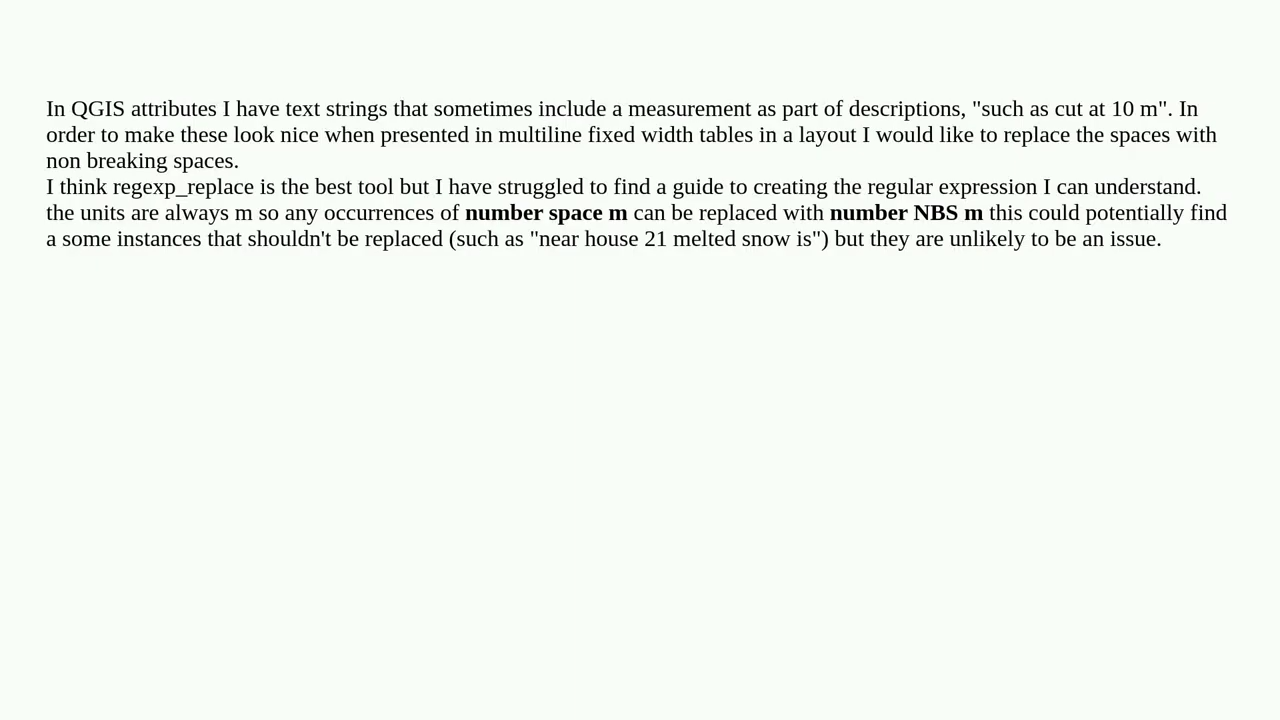 In QGIS attributes I have text strings that sometimes include a measurement as part of descriptions, "such as cut at 10 m". In
order to make these look nice when presented in multiline fixed width tables in a layout I would like to replace the spaces with
non breaking spaces.
I think regexp_replace is the best tool but I have struggled to find a guide to creating the regular expression I can understand.
the units are always m so any occurrences of number space m can be replaced with number NBS m this could potentially find
a some instances that shouldn't be replaced (such as "near house 21 melted snow is") but they are unlikely to be an issue.